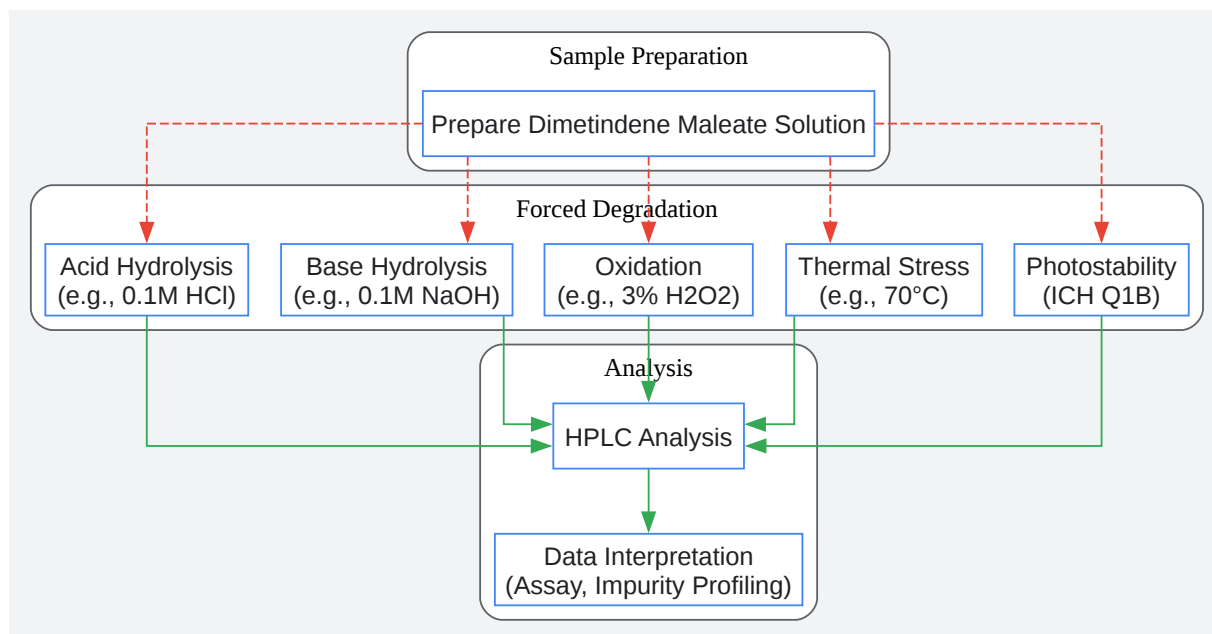 Sample Preparation
Prepare Dimetindene Maleate Solution
Forced Degradation
Acid Hydrolysis
(e.g., 0.1M HCl)
Base Hydrolysis
(e.g., 0.1M NaOH)
Oxidation
(e.g., 3% H2O2)
Thermal Stress
(e.g., 70°C)
Photostability
(ICH Q1B)
Analysis
HPLC Analysis
Data Interpretation
(Assay, Impurity Profiling)